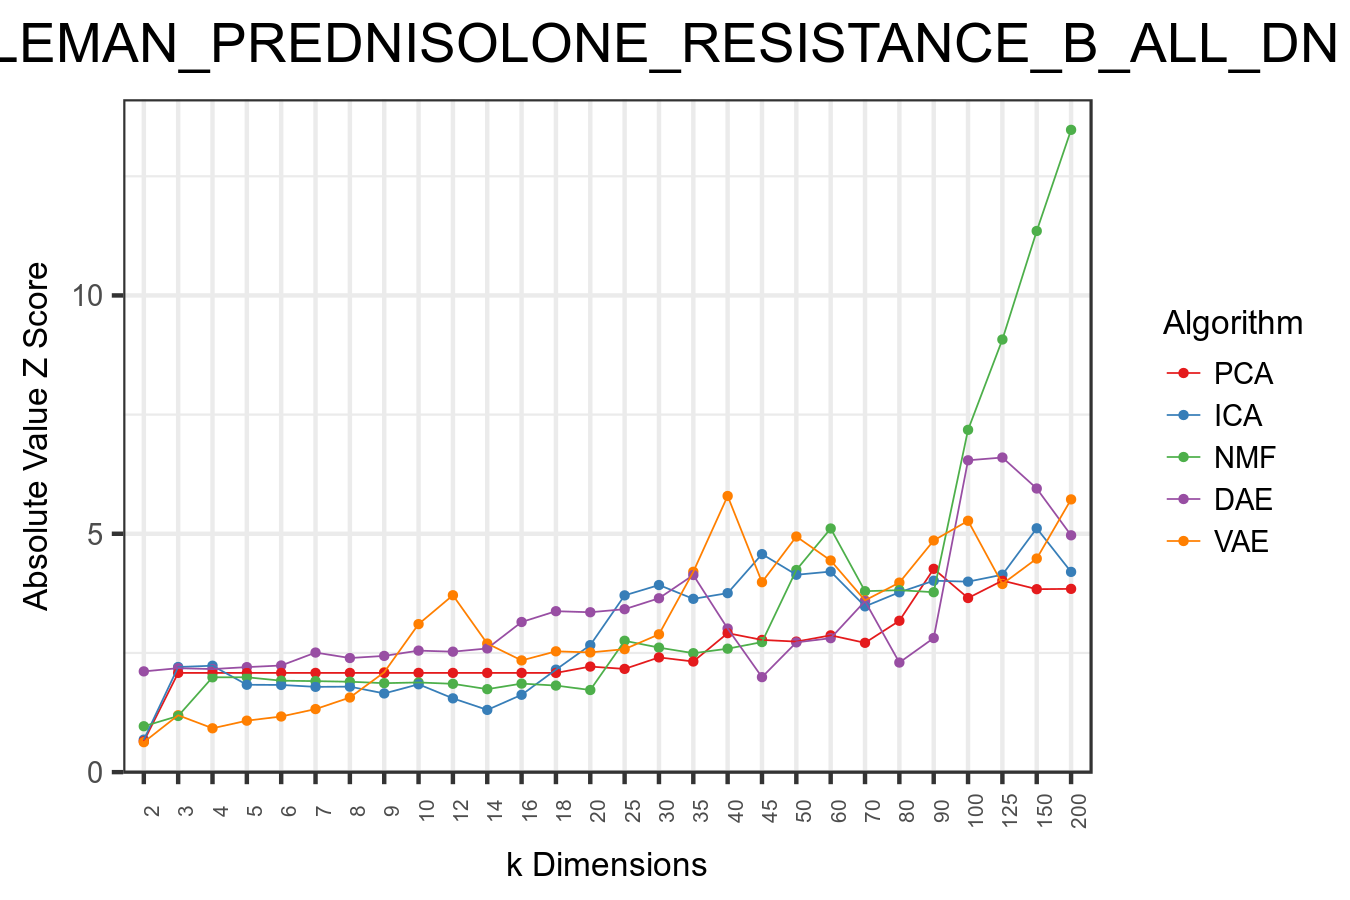 LEMAN_PREDNISOLONE_RESISTANCE_B_ALL_DN
Absolute Value Z Score
10
5
0
2 3 4 5 6 7 8 9 10 12 14 16 18 20 25 30 35 40 45 50 60 70 80 90 100 125 150 200
k Dimensions
Algorithm
PCA
ICA
NMF
DAE
VAE